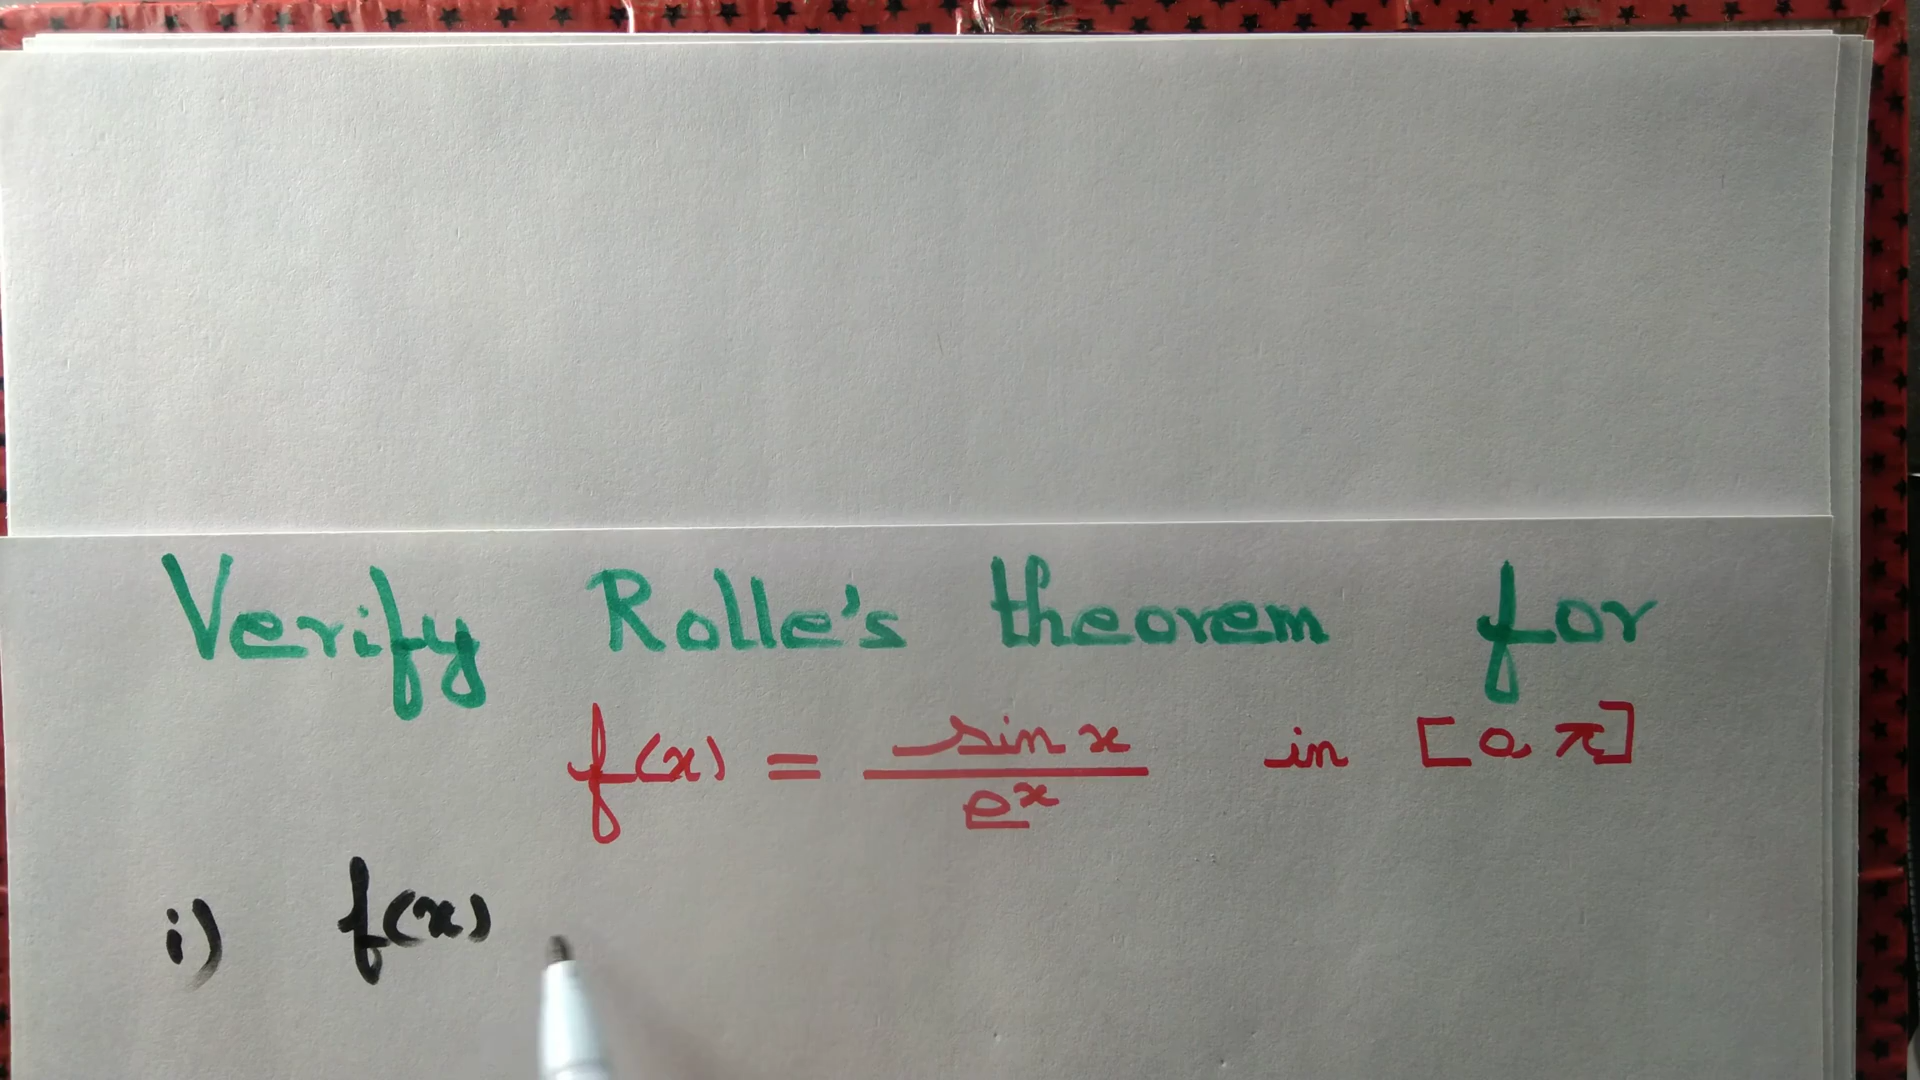 Verify Rolle's theorem for
f(x) = sin x / e^x in [0, π]
i) f(x)